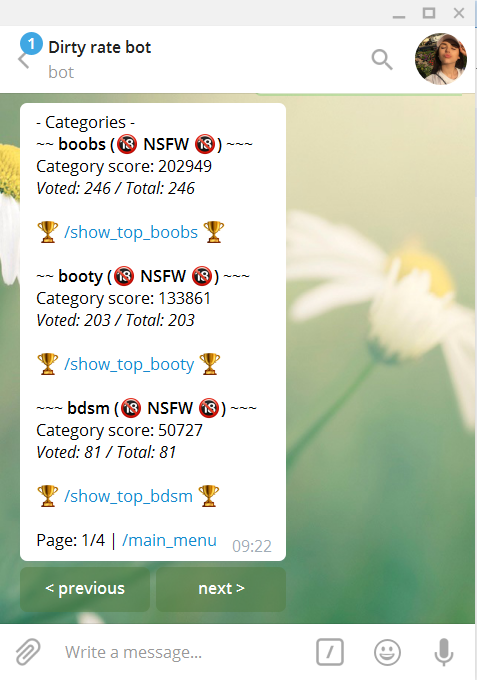 1
Dirty rate bot
bot
- Categories -
~~ boobs (🔞 NSFW 🔞) ~~~
Category score: 202949
Voted: 246 / Total: 246
🏆 /show_top_boobs 🏆
~~ booty (🔞 NSFW 🔞) ~~~
Category score: 133861
Voted: 203 / Total: 203
🏆 /show_top_booty 🏆
~~~ bdsm (🔞 NSFW 🔞) ~~~
Category score: 50727
Voted: 81 / Total: 81
🏆 /show_top_bdsm 🏆
Page: 1/4 | /main_menu 09:22
< previous next >
Write a message...